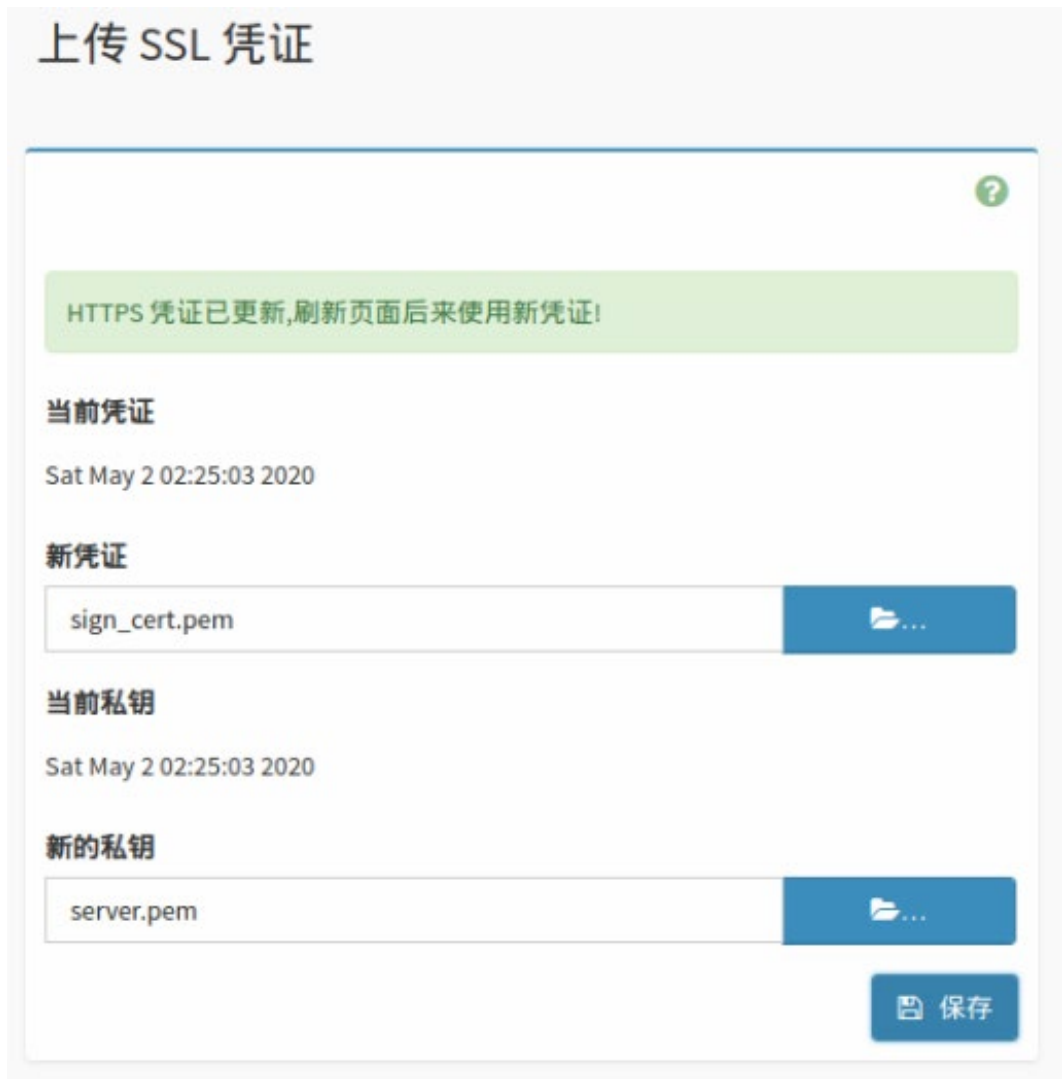 上传 SSL 凭证
HTTPS 凭证已更新,刷新页面后来使用新凭证!
当前凭证
Sat May 2 02:25:03 2020
新凭证
sign_cert.pem
...
当前私钥
Sat May 2 02:25:03 2020
新的私钥
server.pem
...
保存